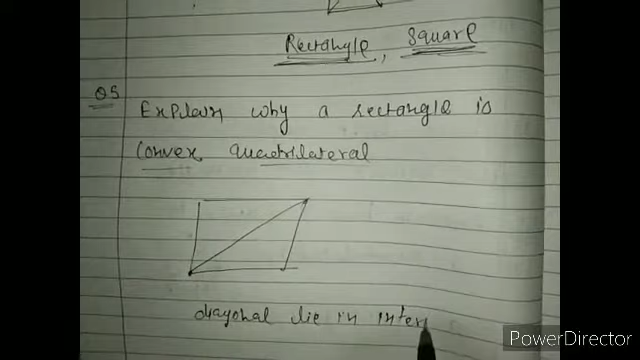 Rectangle, Square
Q5
Explain why a rectangle is
convex quadrilateral
diagonal lie in inter
PowerDirector